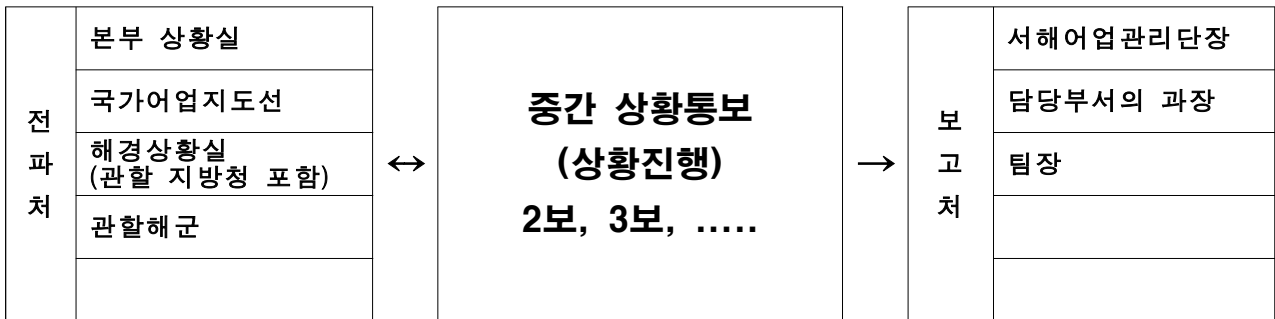 전
파
처
본부 상황실
국가어업지도선
해경상황실
(관할 지방청 포함)
관할해군
↔
중간 상황통보
(상황진행)
2보, 3보, .....
→
보
고
처
서해어업관리단장
담당부서의 과장
팀장